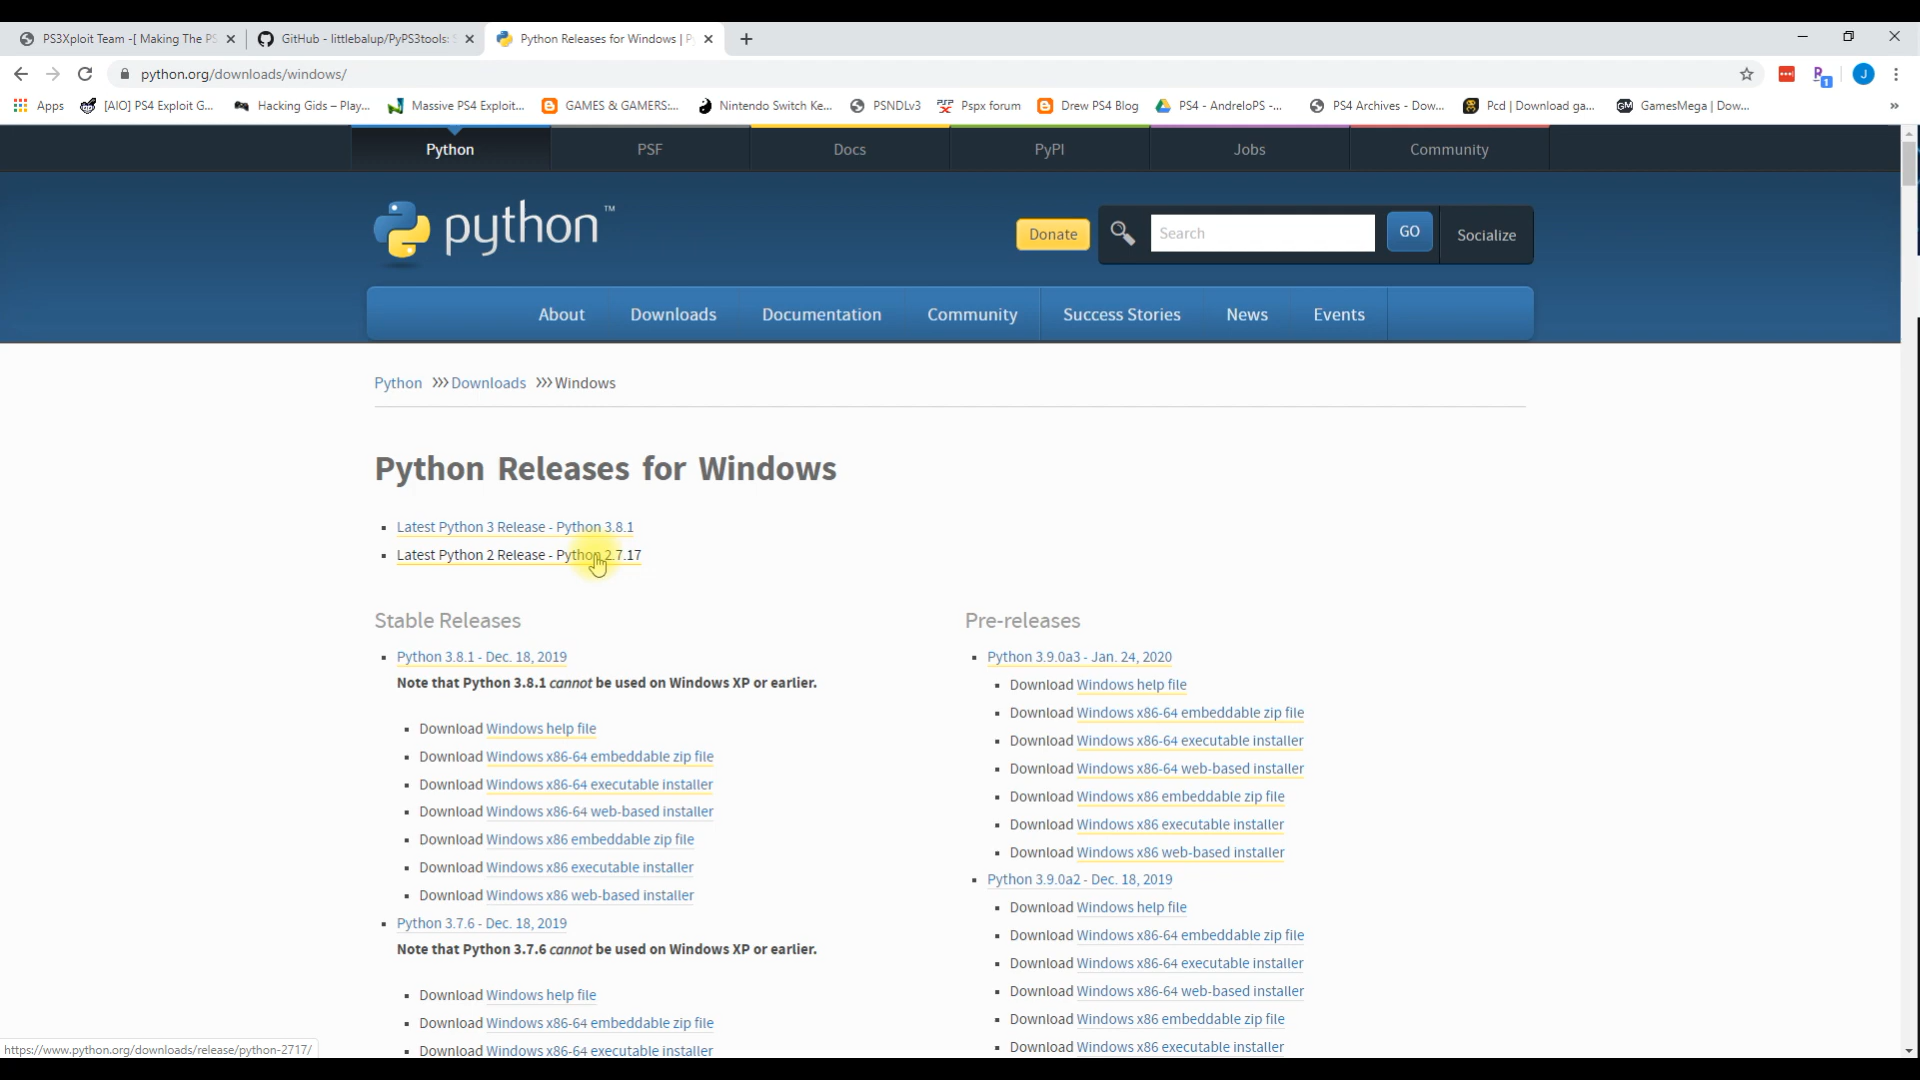 PS3Xploit Team -[ Making The PS
GitHub - littlebalup/PyPS3tools: S
Python Releases for Windows | P
python.org/downloads/windows/
1
J
Apps
[AIO] PS4 Exploit G...
Hacking Gids – Play...
Massive PS4 Exploit...
GAMES & GAMERS:...
Nintendo Switch Ke...
PSNDLv3
Pspx forum
Drew PS4 Blog
PS4 - AndreloPS -...
PS4 Archives - Dow...
Pcd | Download ga...
GamesMega | Dow...
»
Python
PSF
Docs
PyPI
Jobs
Community
python™
Donate
Search
GO
Socialize
About
Downloads
Documentation
Community
Success Stories
News
Events
Python >>> Downloads >>> Windows
Python Releases for Windows
Latest Python 3 Release - Python 3.8.1
Latest Python 2 Release - Python 2.7.17
Stable Releases
Python 3.8.1 - Dec. 18, 2019
Note that Python 3.8.1 cannot be used on Windows XP or earlier.
Download Windows help file
Download Windows x86-64 embeddable zip file
Download Windows x86-64 executable installer
Download Windows x86-64 web-based installer
Download Windows x86 embeddable zip file
Download Windows x86 executable installer
Download Windows x86 web-based installer
Python 3.7.6 - Dec. 18, 2019
Note that Python 3.7.6 cannot be used on Windows XP or earlier.
Download Windows help file
Download Windows x86-64 embeddable zip file
Download Windows x86-64 executable installer
Pre-releases
Python 3.9.0a3 - Jan. 24, 2020
Download Windows help file
Download Windows x86-64 embeddable zip file
Download Windows x86-64 executable installer
Download Windows x86-64 web-based installer
Download Windows x86 embeddable zip file
Download Windows x86 executable installer
Download Windows x86 web-based installer
Python 3.9.0a2 - Dec. 18, 2019
Download Windows help file
Download Windows x86-64 embeddable zip file
Download Windows x86-64 executable installer
Download Windows x86-64 web-based installer
Download Windows x86 embeddable zip file
Download Windows x86 executable installer
https://www.python.org/downloads/release/python-2717/